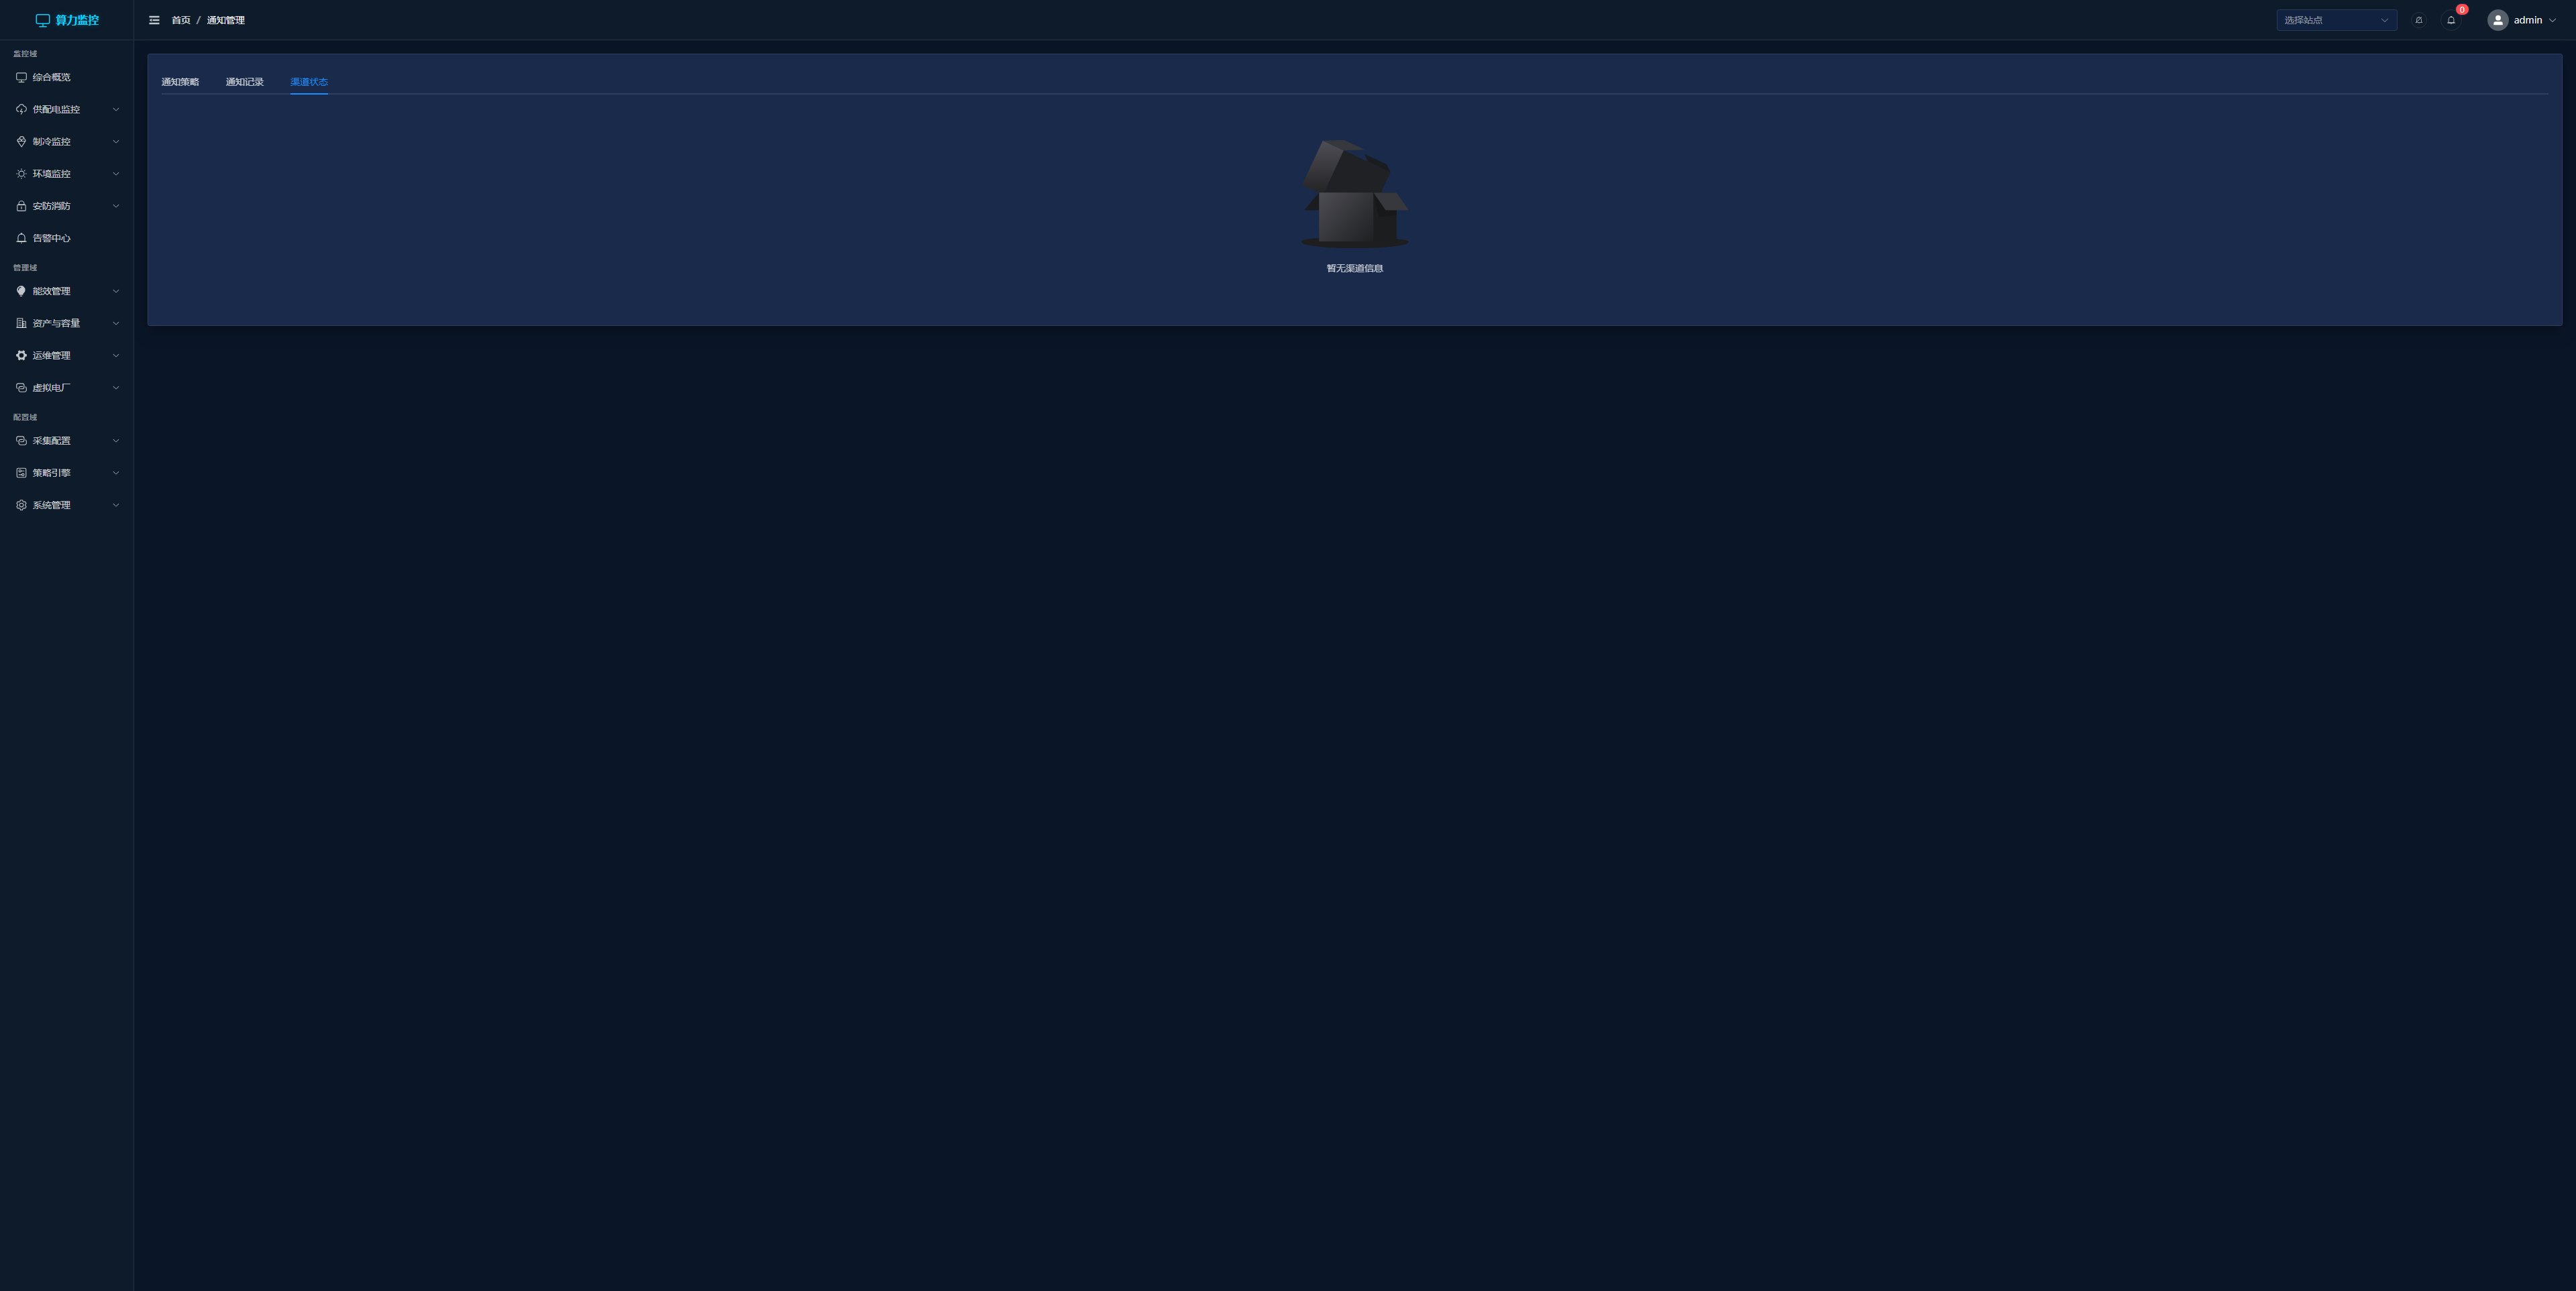 算力监控
首页 / 通知管理
选择站点
0
admin
监控域
综合概览
供配电监控
制冷监控
环境监控
安防消防
告警中心
管理域
能效管理
资产与容量
运维管理
虚拟电厂
配置域
采集配置
策略引擎
系统管理
通知策略 通知记录 渠道状态
暂无渠道信息